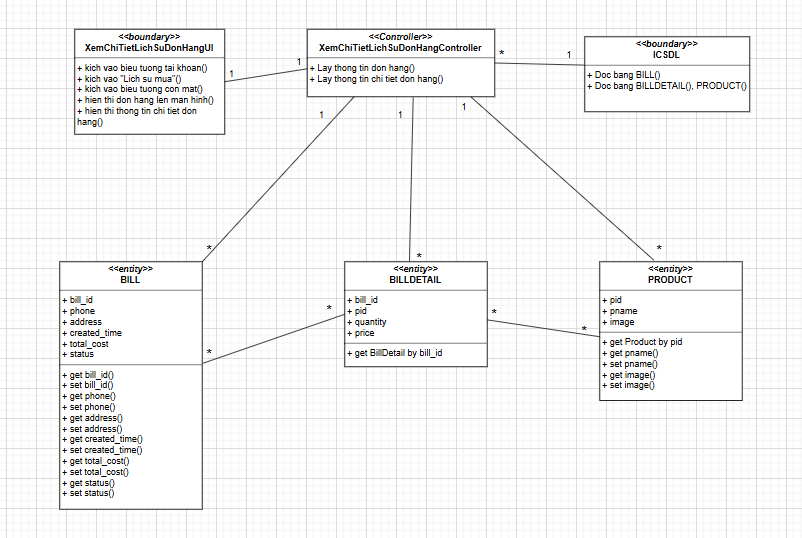 <<boundary>>
XemChiTietLichSuDonHangUI
+ kich vao bieu tuong tai khoan()
+ kich vao "Lich su mua"()
+ kich vao bieu tuong con mat()
+ hien thi don hang len man hinh()
+ hien thi thong tin chi tiet don
hang()
1
1
<<Controller>>
XemChiTietLichSuDonHangController
+ Lay thong tin don hang()
+ Lay thong tin chi tiet don hang()
*
1
<<boundary>>
ICSDL
+ Doc bang BILL()
+ Doc bang BILLDETAIL(), PRODUCT()
1
1
1
*
*
*
<<entity>>
BILL
+ bill_id
+ phone
+ address
+ created_time
+ total_cost
+ status
+ get bill_id()
+ set bill_id()
+ get phone()
+ set phone()
+ get address()
+ set address()
+ get created_time()
+ set created_time()
+ get total_cost()
+ set total_cost()
+ get status()
+ set status()
*
*
<<entity>>
BILLDETAIL
+ bill_id
+ pid
+ quantity
+ price
+ get BillDetail by bill_id
*
*
<<entity>>
PRODUCT
+ pid
+ pname
+ image
+ get Product by pid
+ get pname()
+ set pname()
+ get image()
+ set image()